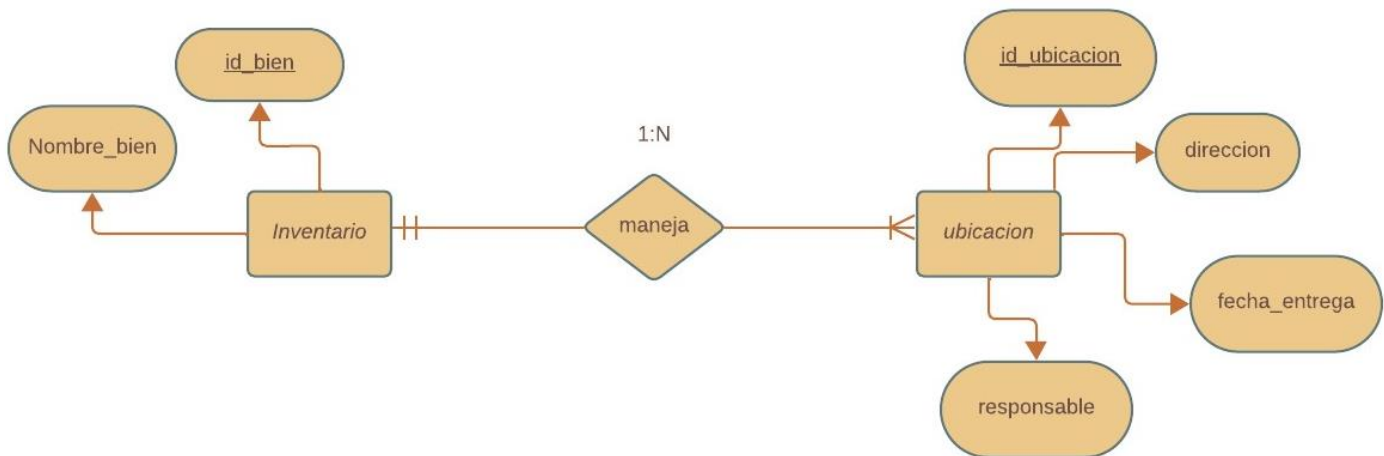 id_bien
id_ubicacion
Nombre_bien
1:N
direccion
Inventario
maneja
ubicacion
fecha_entrega
responsable